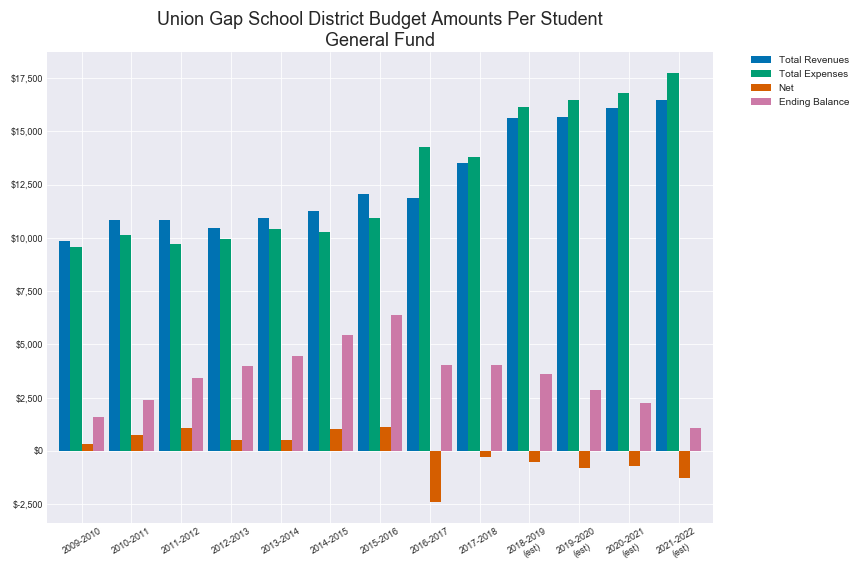 Union Gap School District Budget Amounts Per Student
General Fund
Total Revenues
Total Expenses
Net
Ending Balance
$17,500
$15,000
$12,500
$10,000
$7,500
$5,000
$2,500
$0
$-2,500
2009-2010
2010-2011
2011-2012
2012-2013
2013-2014
2014-2015
2015-2016
2016-2017
2017-2018
2018-2019
(est)
2019-2020
(est)
2020-2021
(est)
2021-2022
(est)